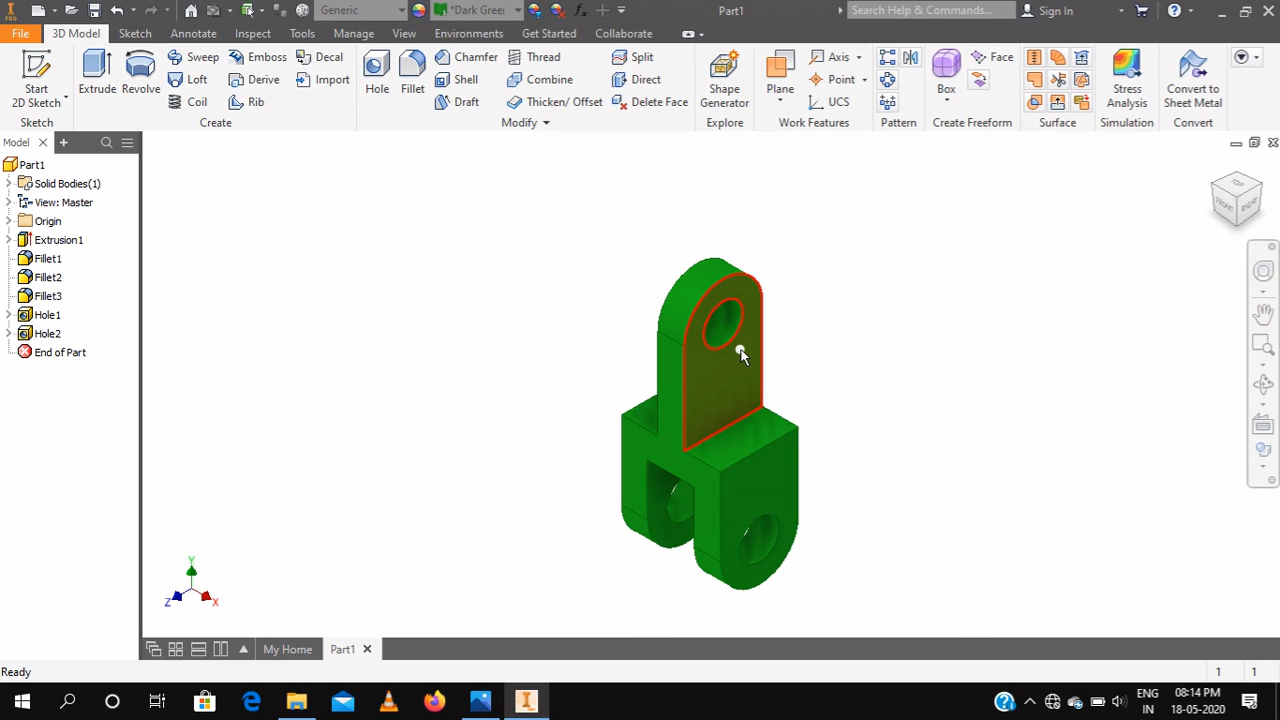 PRO
Generic
*Dark Green
Part1
Search Help & Commands...
Sign In
File
3D Model
Sketch
Annotate
Inspect
Tools
Manage
View
Environments
Get Started
Collaborate
Start
2D Sketch
Sketch
Extrude
Revolve
Sweep
Loft
Coil
Emboss
Derive
Rib
Decal
Import
Create
Hole
Fillet
Chamfer
Shell
Draft
Thread
Combine
Thicken/ Offset
Split
Direct
Delete Face
Modify
Shape
Generator
Explore
Plane
Axis
Point
UCS
Work Features
Pattern
Box
Face
Create Freeform
Surface
Stress
Analysis
Simulation
Convert to
Sheet Metal
Convert
Model
Part1
Solid Bodies(1)
View: Master
Origin
Extrusion1
Fillet1
Fillet2
Fillet3
Hole1
Hole2
End of Part
TOP
FRONT
RIGHT
Y
Z
X
My Home
Part1
Ready
1
1
ENG
IN
08:14 PM
18-05-2020